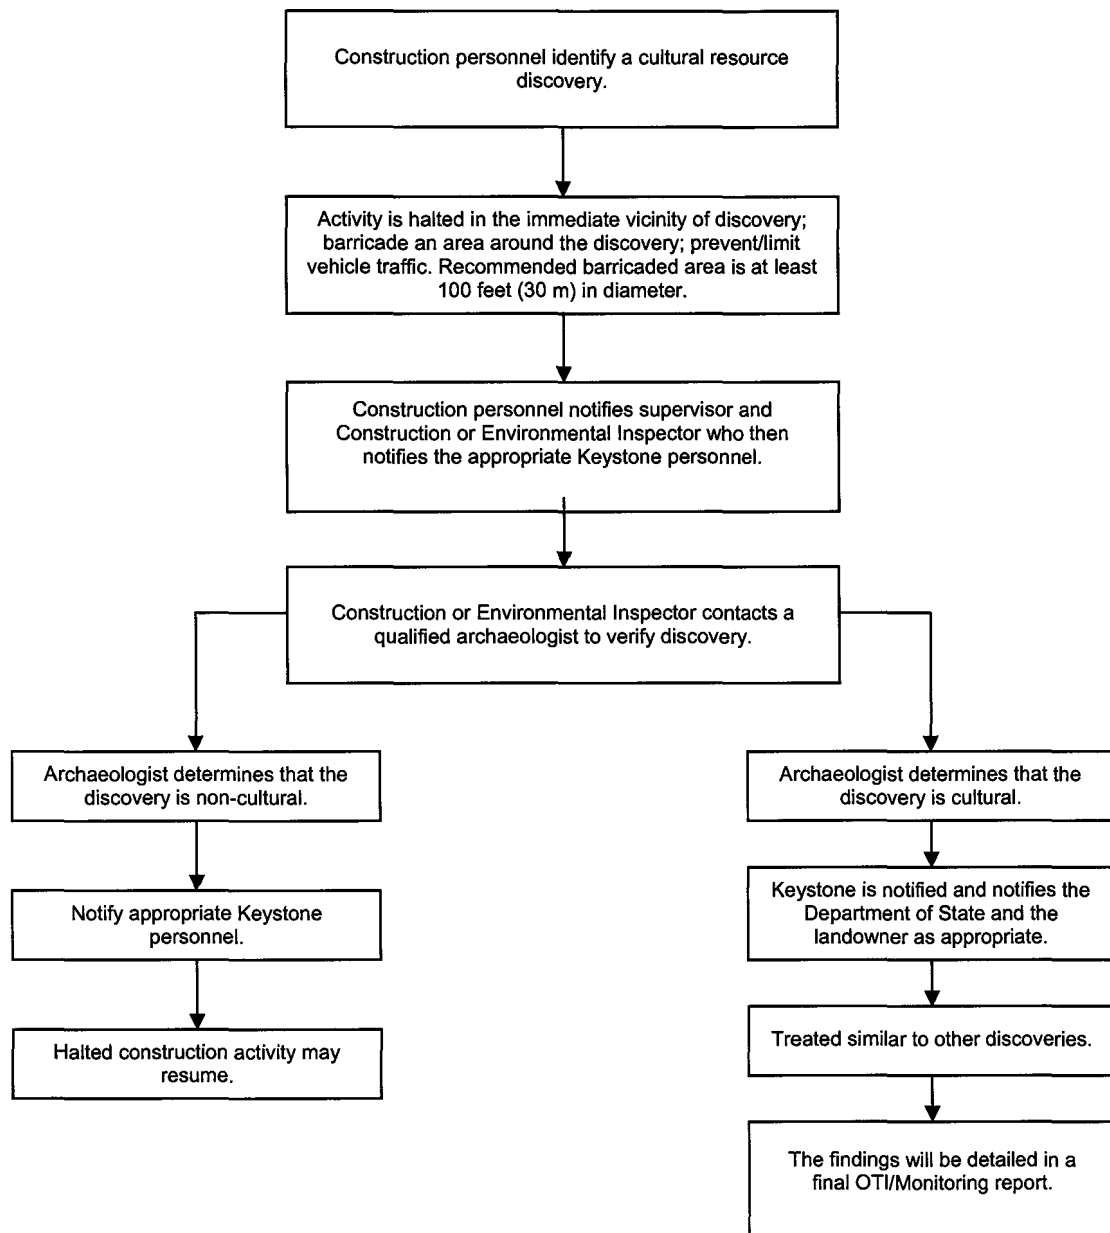 Construction personnel identify a cultural resource
discovery.
Activity is halted in the immediate vicinity of discovery;
barricade an area around the discovery; prevent/limit
vehicle traffic. Recommended barricaded area is at least
100 feet (30 m) in diameter.
Construction personnel notifies supervisor and
Construction or Environmental Inspector who then
notifies the appropriate Keystone personnel.
Construction or Environmental Inspector contacts a
qualified archaeologist to verify discovery.
Archaeologist determines that the
discovery is non-cultural.
Notify appropriate Keystone
personnel.
Halted construction activity may
resume.
Archaeologist determines that the
discovery is cultural.
Keystone is notified and notifies the
Department of State and the
landowner as appropriate.
Treated similar to other discoveries.
The findings will be detailed in a
final OTI/Monitoring report.